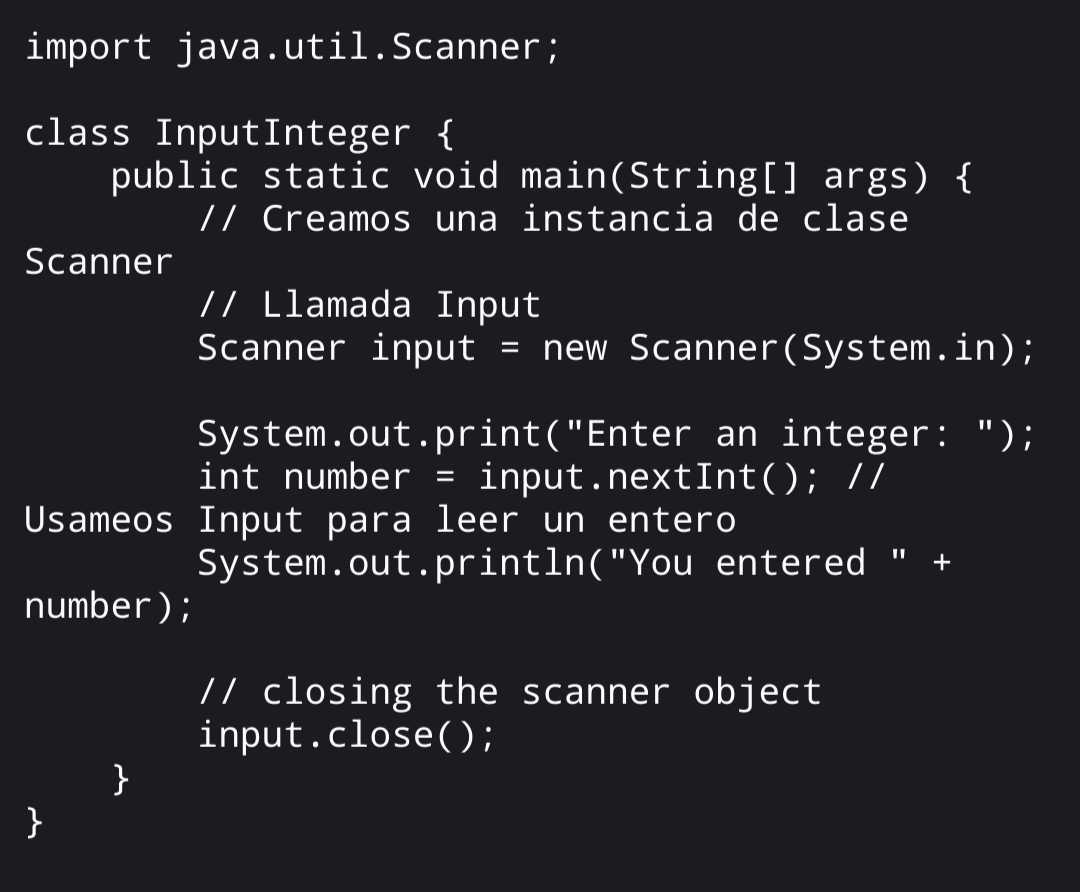 import java.util.Scanner;

class InputInteger {
    public static void main(String[] args) {
        // Creamos una instancia de clase
Scanner
        // Llamada Input
        Scanner input = new Scanner(System.in);

        System.out.print("Enter an integer: ");
        int number = input.nextInt(); //
Usameos Input para leer un entero
        System.out.println("You entered " +
number);

        // closing the scanner object
        input.close();
    }
}